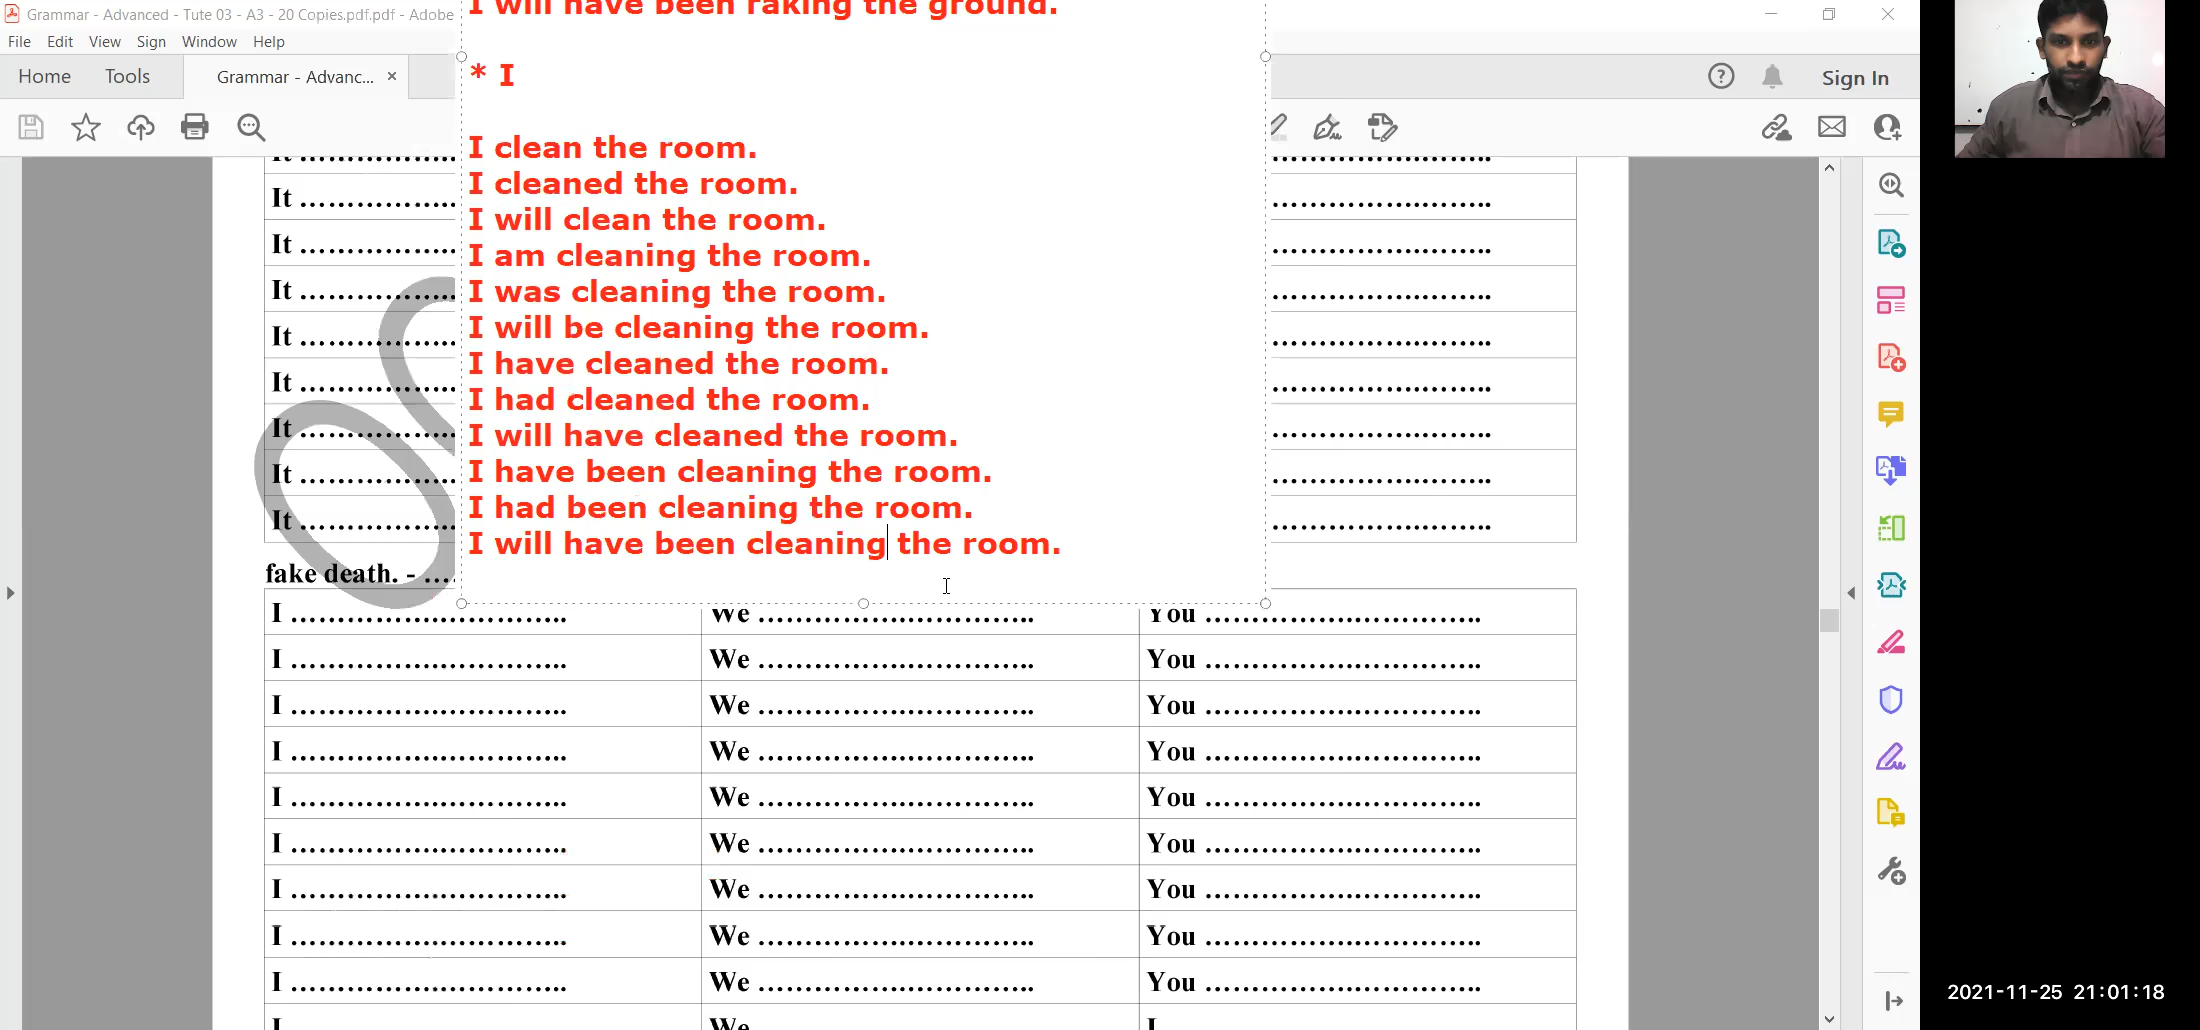 Grammar - Advanced - Tute 03 - A3 - 20 Copies.pdf.pdf - Adobe
File Edit View Sign Window Help
Home Tools Grammar - Advanc... ×
Sign In
I will have been raking the ground.
* I
I clean the room.
I cleaned the room.
I will clean the room.
I am cleaning the room.
I was cleaning the room.
I will be cleaning the room.
I have cleaned the room.
I had cleaned the room.
I will have cleaned the room.
I have been cleaning the room.
I had been cleaning the room.
I will have been cleaning the room.
It ………………..
It ………………..
It ………………..
It ………………..
It ………………..
It ………………..
It ………………..
It ………………..
It ………………..
fake death. - ….
I ……………..………….. We ……………..………….. You ……………..…………..
I ……………..………….. We ……………..………….. You ……………..…………..
I ……………..………….. We ……………..………….. You ……………..…………..
I ……………..………….. We ……………..………….. You ……………..…………..
I ……………..………….. We ……………..………….. You ……………..…………..
I ……………..………….. We ……………..………….. You ……………..…………..
I ……………..………….. We ……………..………….. You ……………..…………..
I ……………..………….. We ……………..………….. You ……………..…………..
I ……………..………….. We ……………..………….. You ……………..…………..
I We
2021-11-25 21:01:18